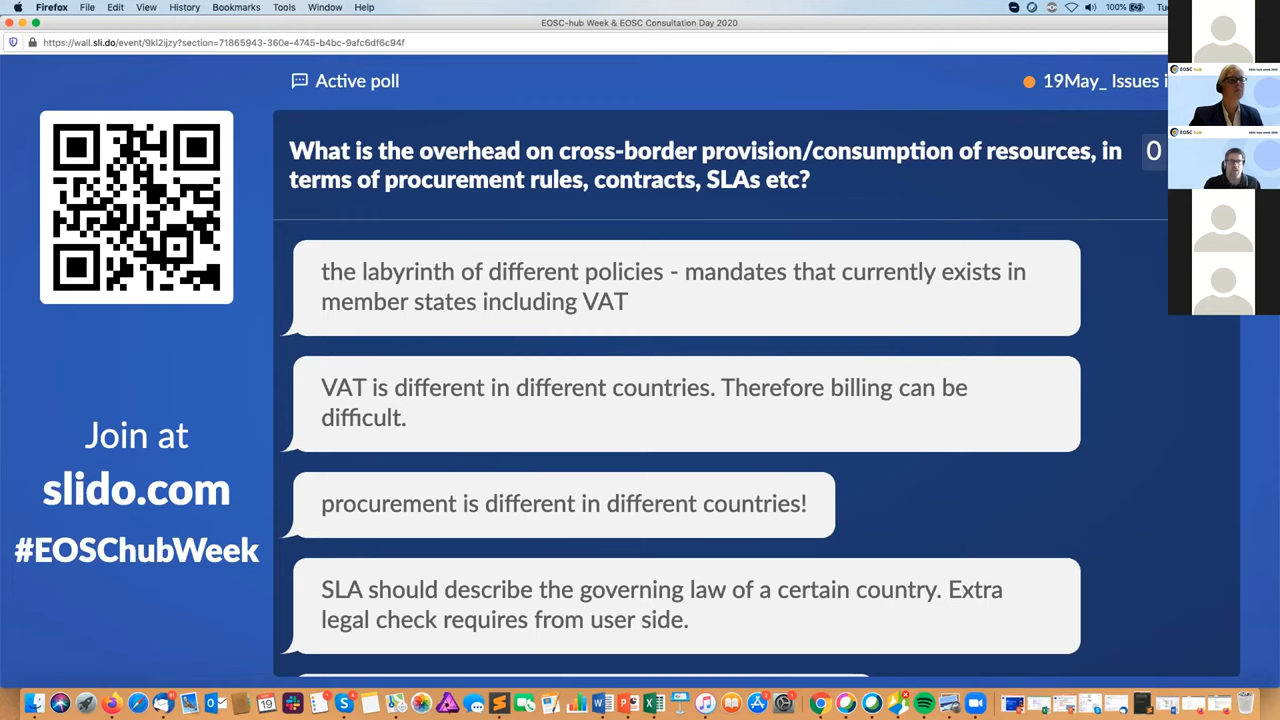 Firefox File Edit View History Bookmarks Tools Window Help
100%
EOSC-hub Week & EOSC Consultation Day 2020
https://wall.sli.do/event/9kl2ijzy?section=71865943-360e-4745-b4bc-9afc6df6c94f
Active poll
19May_ Issues i
What is the overhead on cross-border provision/consumption of resources, in
terms of procurement rules, contracts, SLAs etc?
0
the labyrinth of different policies - mandates that currently exists in
member states including VAT
VAT is different in different countries. Therefore billing can be
difficult.
procurement is different in different countries!
SLA should describe the governing law of a certain country. Extra
legal check requires from user side.
Join at
slido.com
#EOSChubWeek
19